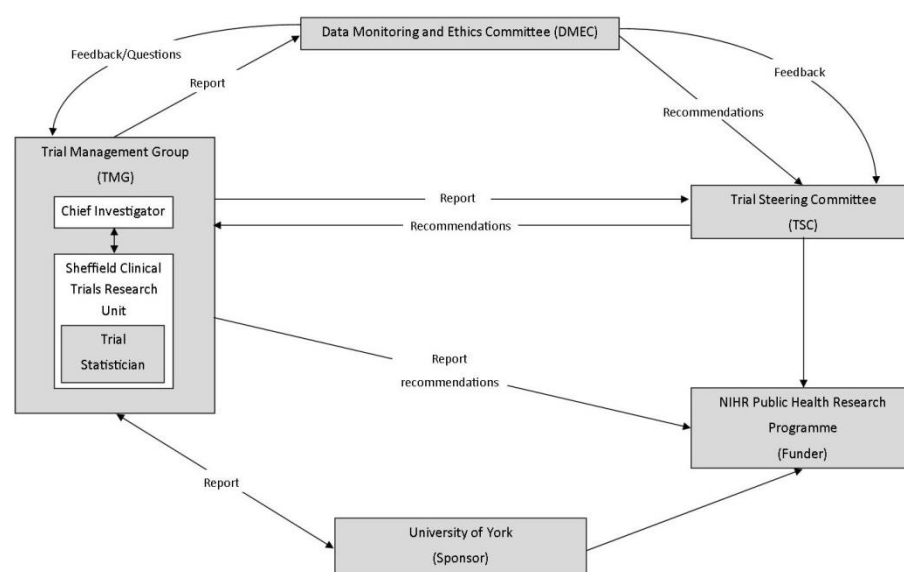 Data Monitoring and Ethics Committee (DMEC)
Feedback/Questions
Report
Feedback
Recommendations
Trial Management Group
(TMG)
Chief Investigator
Sheffield Clinical
Trials Research
Unit
Trial
Statistician
Report
Recommendations
Trial Steering Committee
(TSC)
Report
recommendations
NIHR Public Health Research
Programme
(Funder)
Report
University of York
(Sponsor)